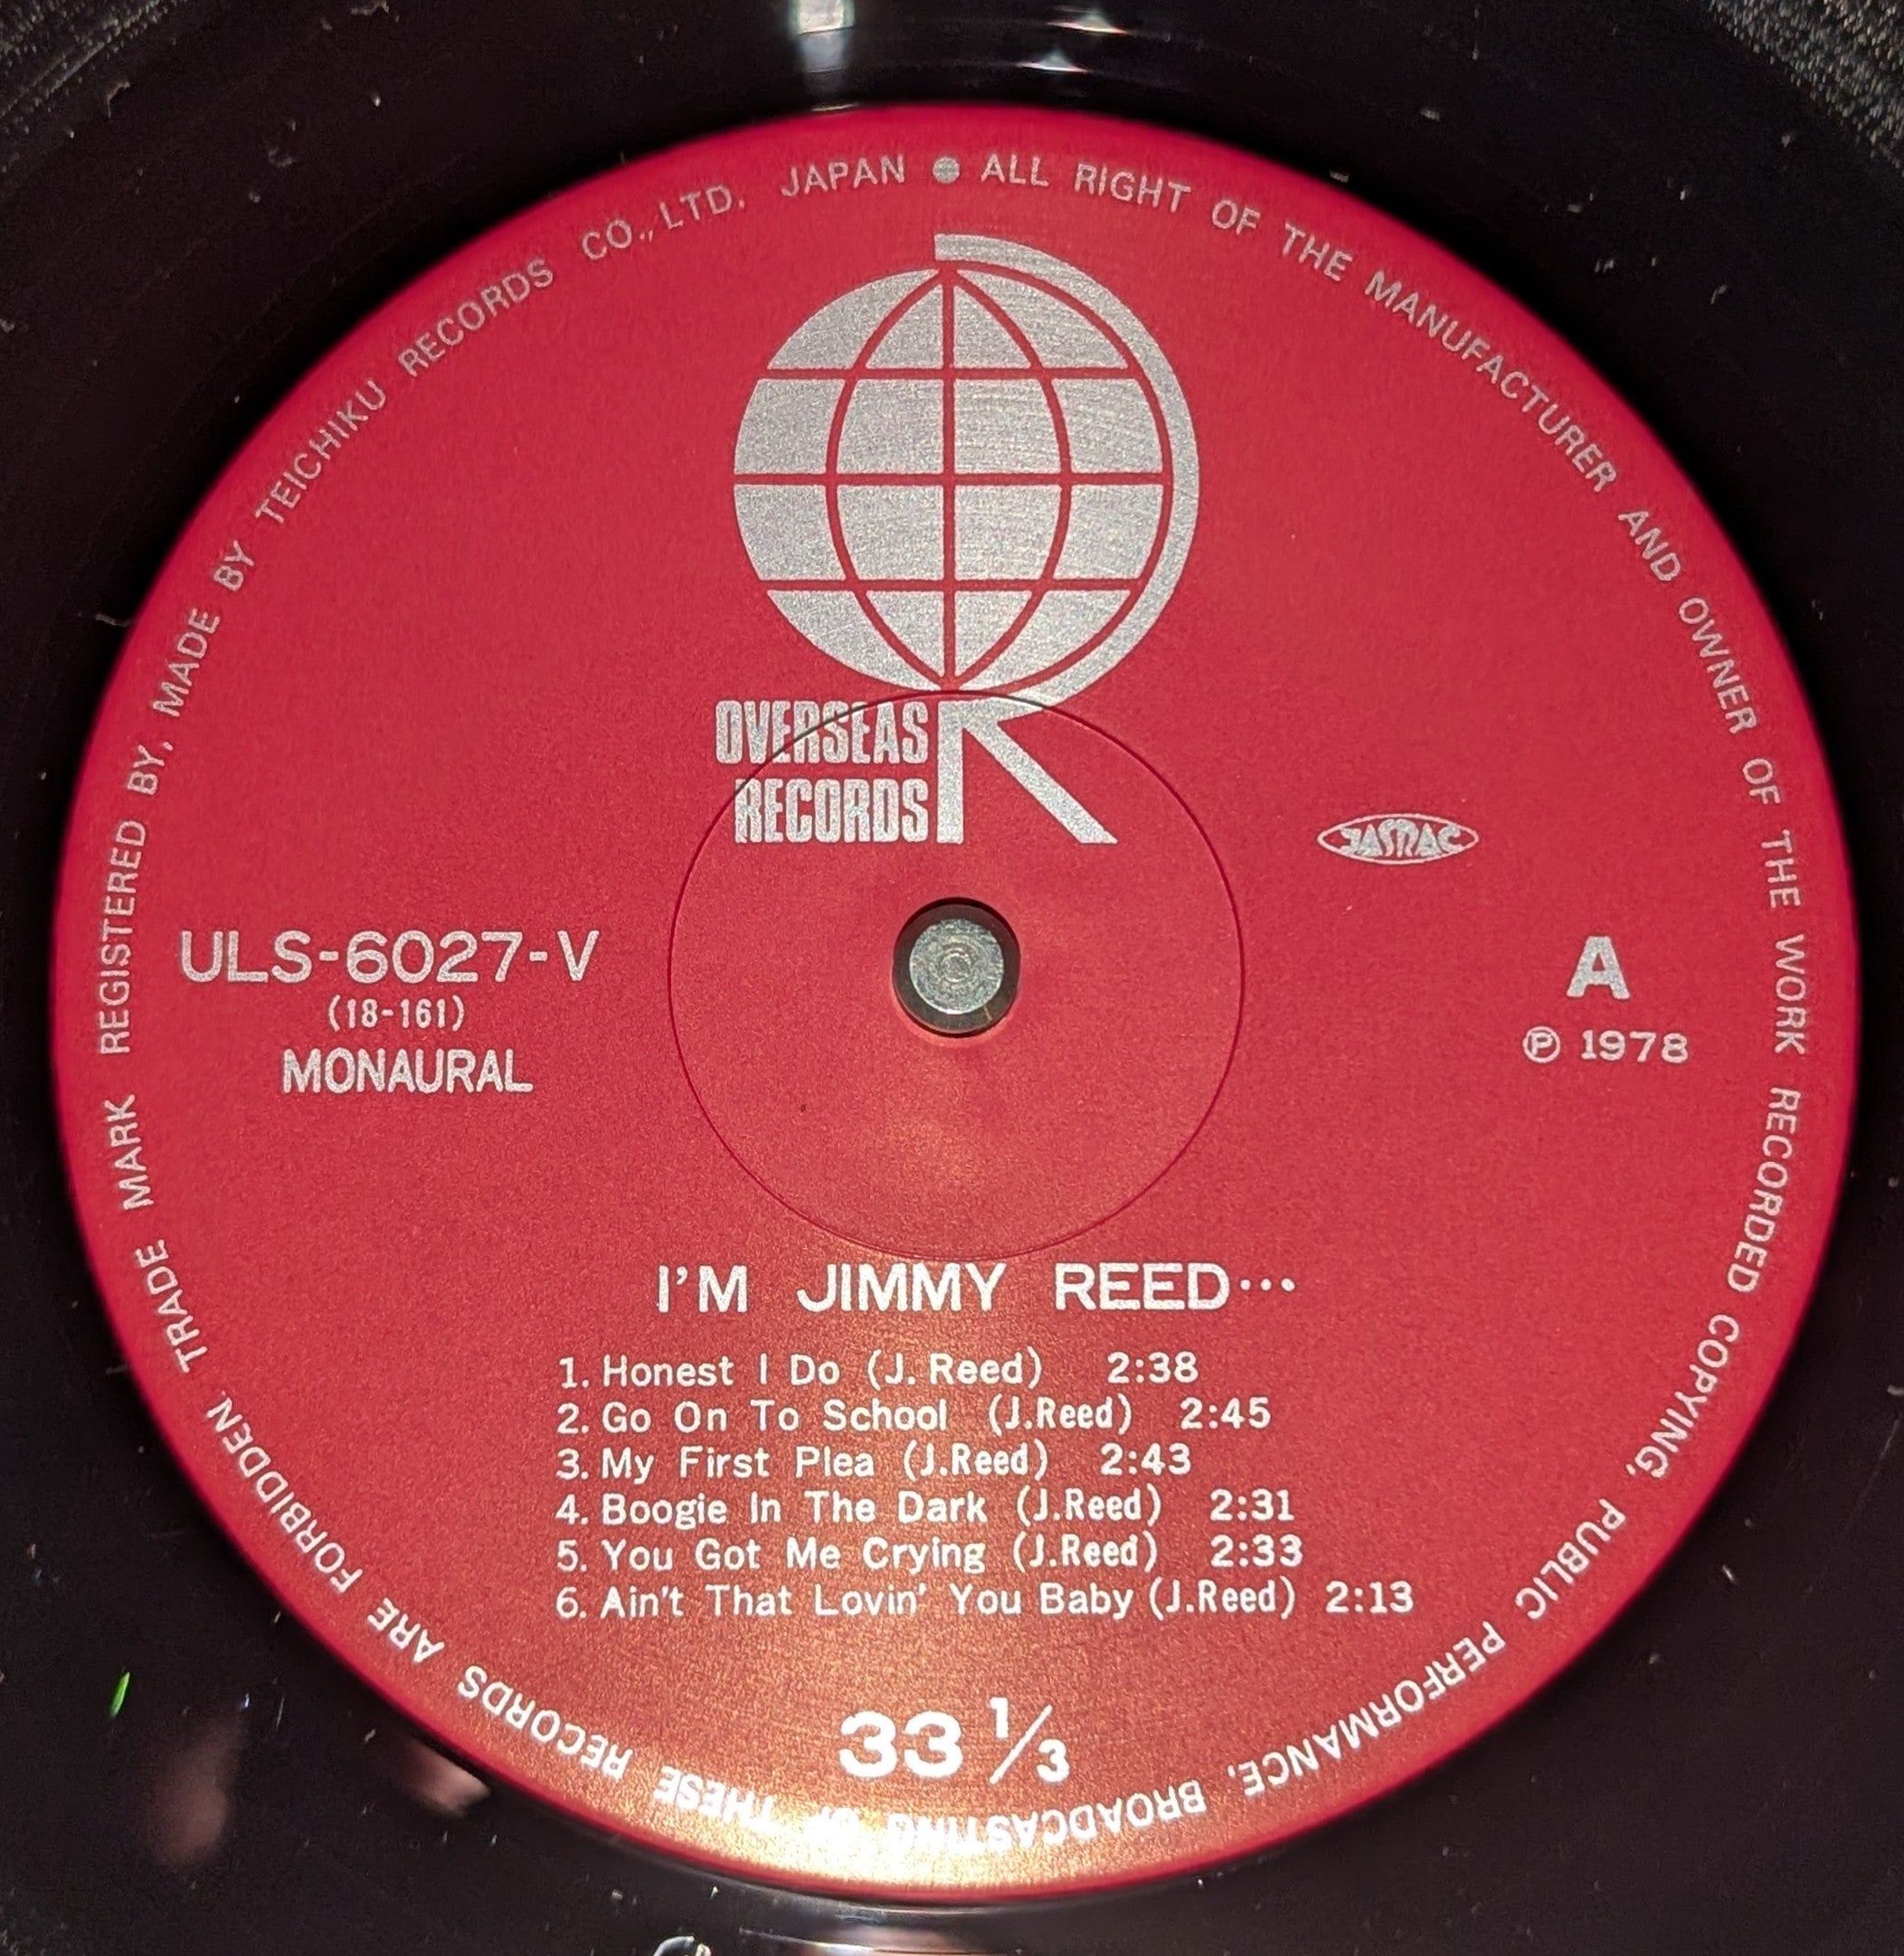 TRADE MARK REGISTERED BY, MADE BY TEICHIKU RECORDS CO., LTD. JAPAN ● ALL RIGHT OF THE MANUFACTURER AND OWNER OF THE WORK RECORDED COPYING, PUBLIC PERFORMANCE, BROADCASTING OF THESE RECORDS ARE FORBIDDEN.
OVERSEAS
RECORDS
JASRAC
ULS-6027-V
(18-161)
MONAURAL
A
Ⓟ 1978
I'M JIMMY REED···
1. Honest I Do (J. Reed) 2:38
2. Go On To School (J.Reed) 2:45
3. My First Plea (J.Reed) 2:43
4. Boogie In The Dark (J.Reed) 2:31
5. You Got Me Crying (J.Reed) 2:33
6. Ain't That Lovin' You Baby (J.Reed) 2:13
33 1/3